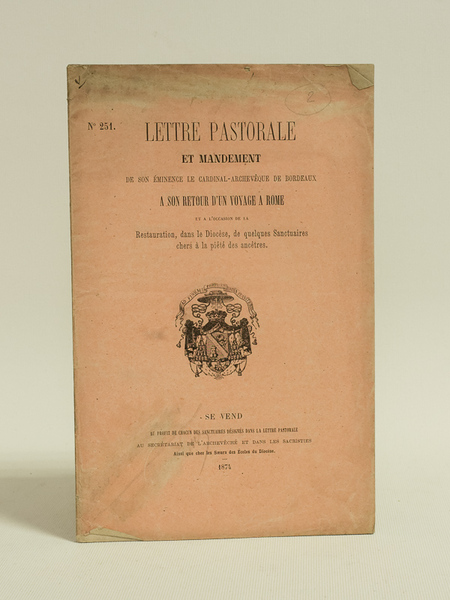 2
N° 251.
LETTRE PASTORALE
ET MANDEMENT
DE SON ÉMINENCE LE CARDINAL-ARCHEVÊQUE DE BORDEAUX
A SON RETOUR D'UN VOYAGE A ROME
ET A L'OCCASION DE LA
Restauration, dans le Diocèse, de quelques Sanctuaires
chers à la piété des ancêtres.
SE VEND
AU PROFIT DE CHACUN DES SANCTUAIRES DÉSIGNÉS DANS LA LETTRE PASTORALE
AU SECRÉTARIAT DE L'ARCHEVÊCHÉ ET DANS LES SACRISTIES
Ainsi que chez les Sœurs des Écoles du Diocèse.
1874